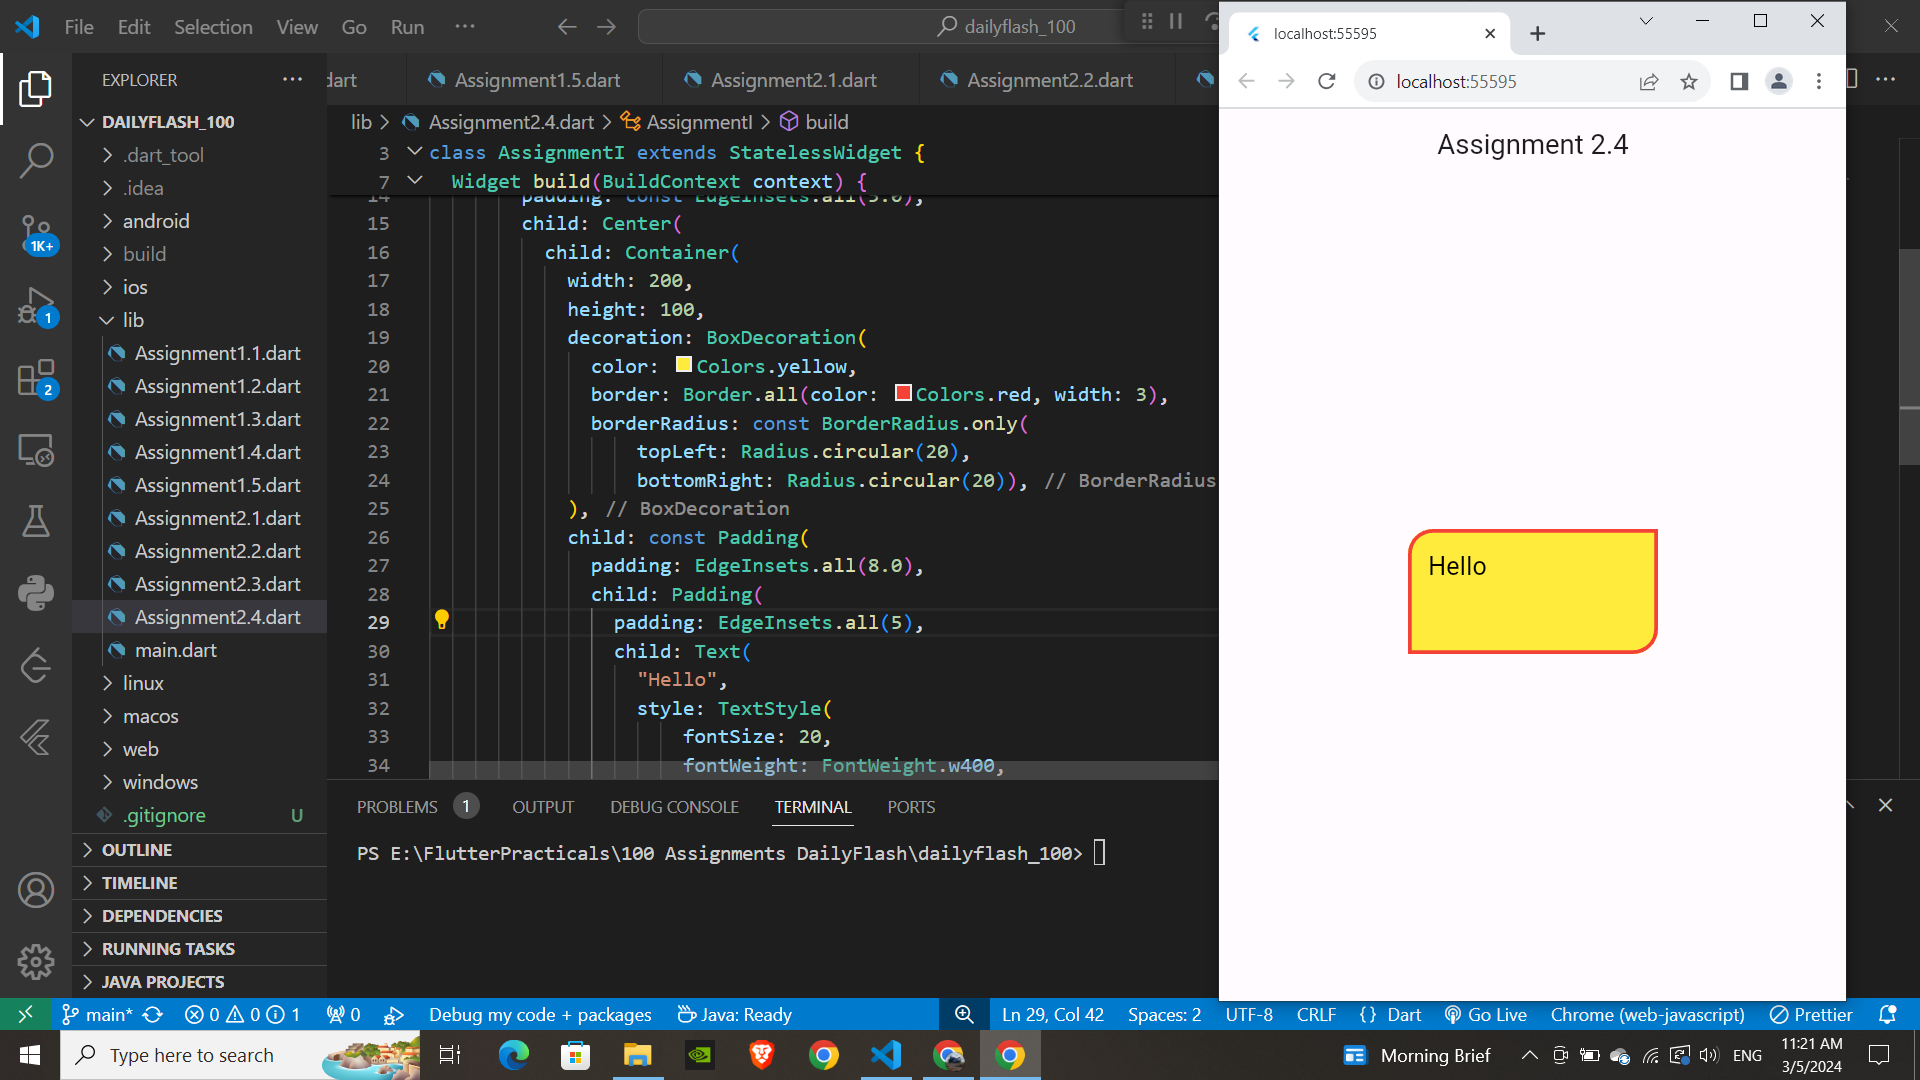 File Edit Selection View Go Run ··· dailyflash_100
EXPLORER
DAILYFLASH_100
.dart_tool
.idea
android
build
ios
lib
Assignment1.1.dart
Assignment1.2.dart
Assignment1.3.dart
Assignment1.4.dart
Assignment1.5.dart
Assignment2.1.dart
Assignment2.2.dart
Assignment2.3.dart
Assignment2.4.dart
main.dart
linux
macos
web
windows
.gitignore U
OUTLINE
TIMELINE
DEPENDENCIES
RUNNING TASKS
JAVA PROJECTS
1K+
1
2
dart Assignment1.5.dart Assignment2.1.dart Assignment2.2.dart
lib > Assignment2.4.dart > AssignmentI > build
3 class AssignmentI extends StatelessWidget {
7 Widget build(BuildContext context) {
14 padding: const EdgeInsets.all(5.0),
15 child: Center(
16 child: Container(
17 width: 200,
18 height: 100,
19 decoration: BoxDecoration(
20 color: Colors.yellow,
21 border: Border.all(color: Colors.red, width: 3),
22 borderRadius: const BorderRadius.only(
23 topLeft: Radius.circular(20),
24 bottomRight: Radius.circular(20)), // BorderRadius
25 ), // BoxDecoration
26 child: const Padding(
27 padding: EdgeInsets.all(8.0),
28 child: Padding(
29 padding: EdgeInsets.all(5),
30 child: Text(
31 "Hello",
32 style: TextStyle(
33 fontSize: 20,
34 fontWeight: FontWeight.w400,
PROBLEMS 1 OUTPUT DEBUG CONSOLE TERMINAL PORTS
PS E:\FlutterPracticals\100 Assignments DailyFlash\dailyflash_100>
localhost:55595
localhost:55595
Assignment 2.4
Hello
main* 0 0 1 0 Debug my code + packages Java: Ready Ln 29, Col 42 Spaces: 2 UTF-8 CRLF {} Dart Go Live Chrome (web-javascript) Prettier
Type here to search Morning Brief ENG 11:21 AM
3/5/2024